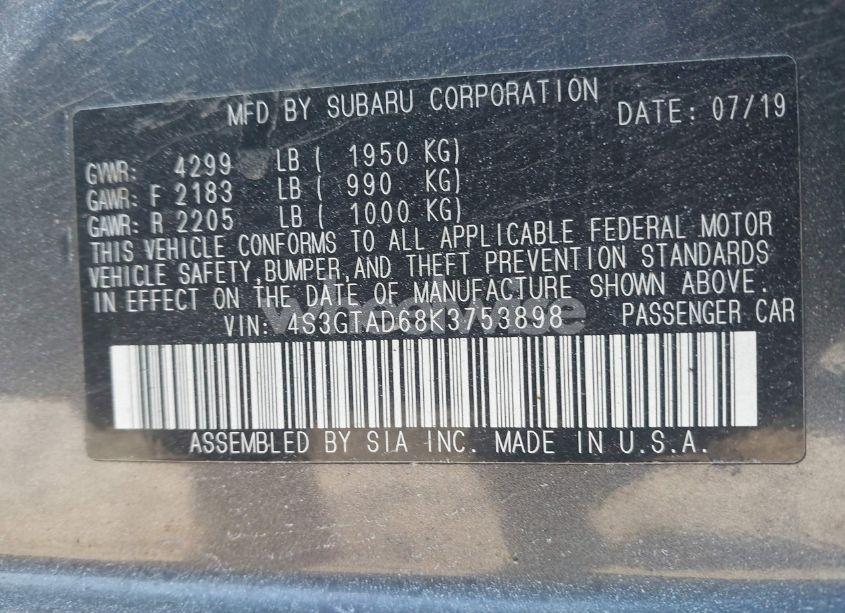 MFD BY SUBARU CORPORATION DATE: 07/19
GVWR: 4299 LB ( 1950 KG)
GAWR: F 2183 LB ( 990 KG)
GAWR: R 2205 LB ( 1000 KG)
THIS VEHICLE CONFORMS TO ALL APPLICABLE FEDERAL MOTOR
VEHICLE SAFETY,BUMPER,AND THEFT PREVENTION STANDARDS
IN EFFECT ON THE DATE OF MANUFACTURE SHOWN ABOVE.
VIN: 4S3GTAD68K3753898 PASSENGER CAR
ASSEMBLED BY SIA INC. MADE IN U.S.A.